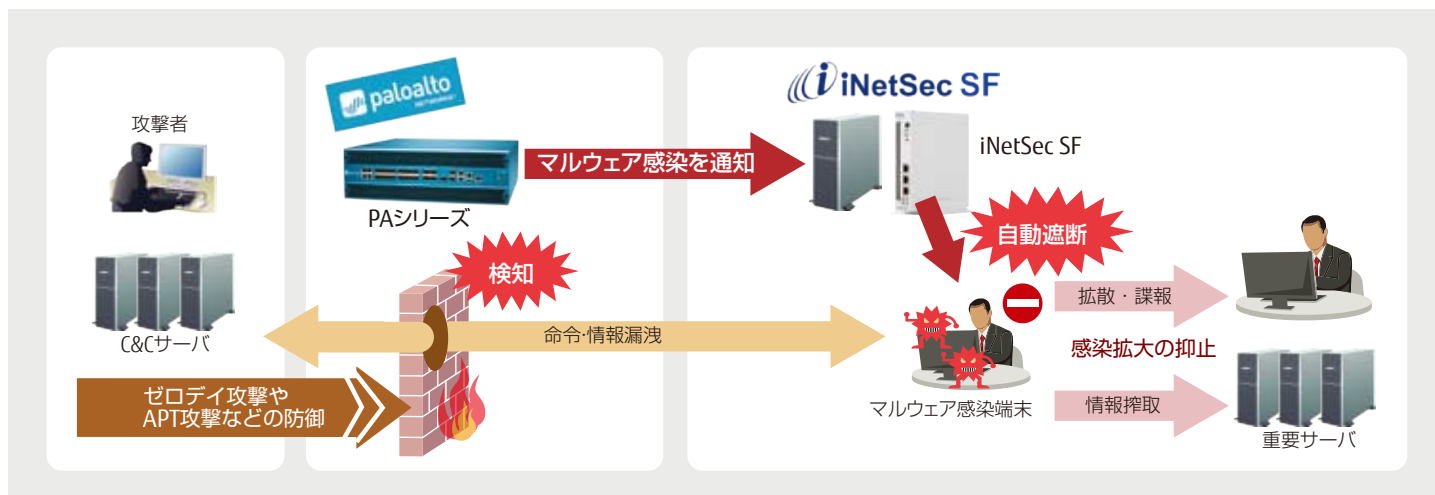 攻撃者
C&Cサーバ
ゼロデイ攻撃や
APT攻撃などの防御
paloalto
NETWORKS
PAシリーズ
検知
マルウェア感染を通知
命令・情報漏洩
iNetSec SF
iNetSec SF
自動遮断
マルウェア感染端末
拡散・諜報
感染拡大の抑止
情報搾取
重要サーバ